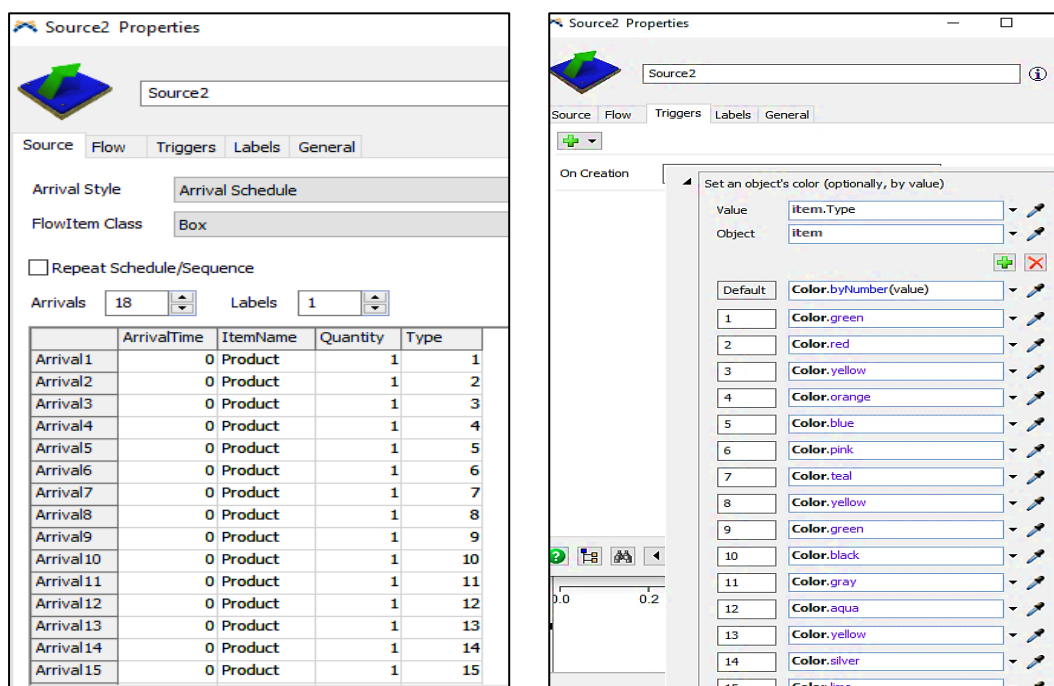 Source2 Properties
Source2
Source Flow Triggers Labels General
Arrival Style Arrival Schedule
FlowItem Class Box
Repeat Schedule/Sequence
Arrivals 18 Labels 1
ArrivalTime ItemName Quantity Type
Arrival1 0 Product 1 1
Arrival2 0 Product 1 2
Arrival3 0 Product 1 3
Arrival4 0 Product 1 4
Arrival5 0 Product 1 5
Arrival6 0 Product 1 6
Arrival7 0 Product 1 7
Arrival8 0 Product 1 8
Arrival9 0 Product 1 9
Arrival10 0 Product 1 10
Arrival11 0 Product 1 11
Arrival12 0 Product 1 12
Arrival13 0 Product 1 13
Arrival14 0 Product 1 14
Arrival15 0 Product 1 15
Source2 Properties
Source2
Source Flow Triggers Labels General
On Creation
Set an object's color (optionally, by value)
Value item.Type
Object item
Default Color.byNumber(value)
1 Color.green
2 Color.red
3 Color.yellow
4 Color.orange
5 Color.blue
6 Color.pink
7 Color.teal
8 Color.yellow
9 Color.green
10 Color.black
11 Color.gray
12 Color.aqua
13 Color.yellow
14 Color.silver
0.0 0.2